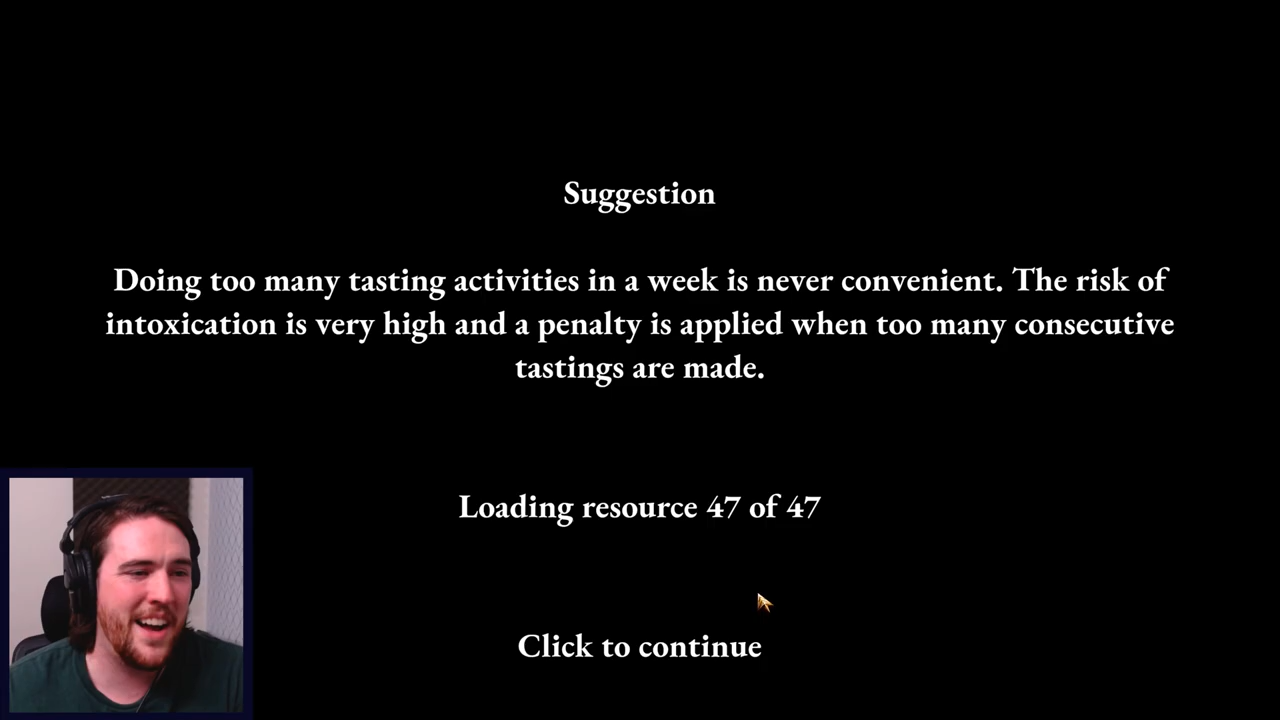 Suggestion
Doing too many tasting activities in a week is never convenient. The risk of
intoxication is very high and a penalty is applied when too many consecutive
tastings are made.
Loading resource 47 of 47
Click to continue